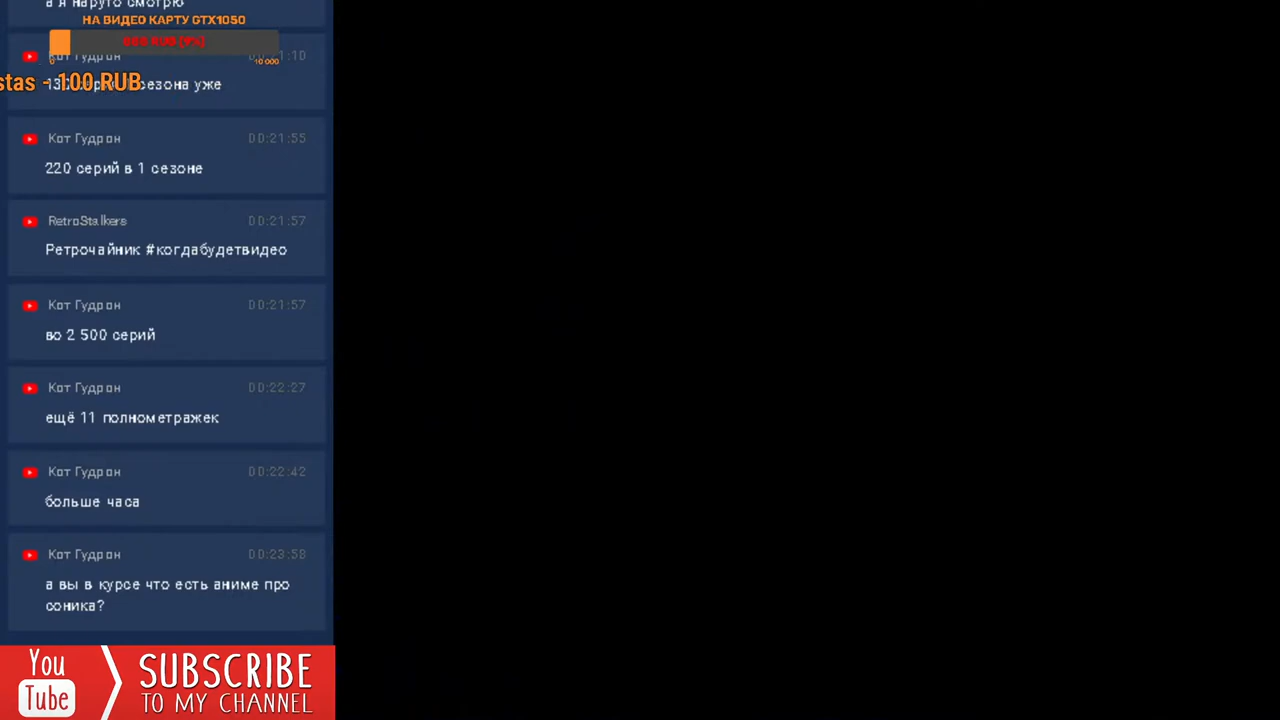 а я наруто смотрю
НА ВИДЕО КАРТУ GTX1050
0
10 000
Кот Гудрон
stas - 100 RUB
сезона уже
Кот Гудрон 00:21:55
220 серий в 1 сезоне
RetroStalkers 00:21:57
Ретрочайник #когдабудетвидео
Кот Гудрон 00:21:57
во 2 500 серий
Кот Гудрон 00:22:27
ещё 11 полнометражек
Кот Гудрон 00:22:42
больше часа
Кот Гудрон 00:23:58
а вы в курсе что есть аниме про
соника?
You
Tube
SUBSCRIBE
TO MY CHANNEL